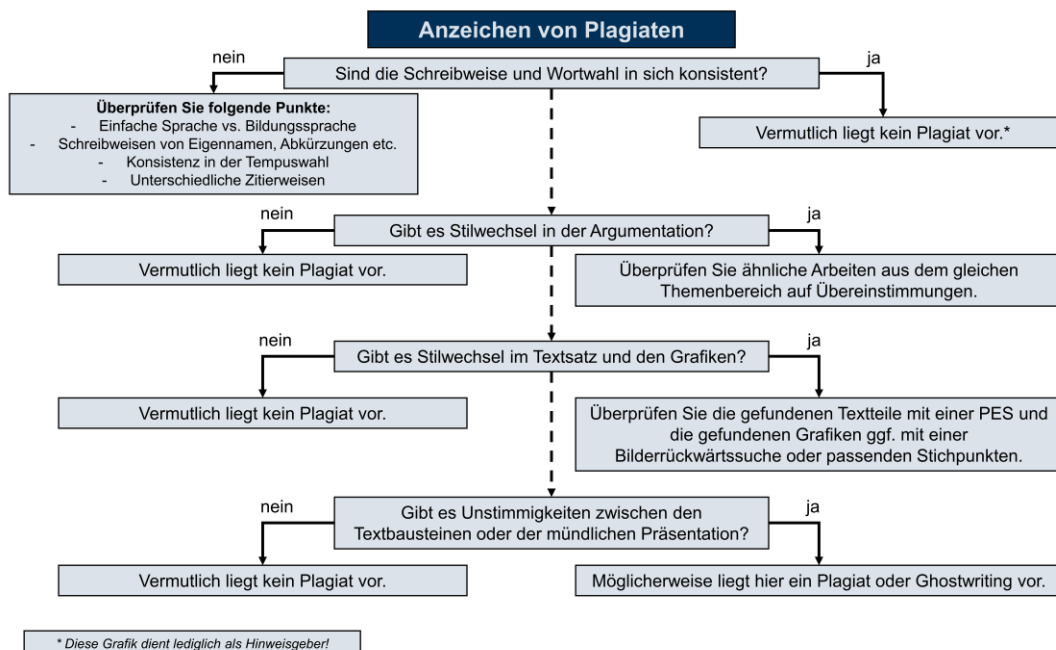 Anzeichen von Plagiaten
nein
ja
Sind die Schreibweise und Wortwahl in sich konsistent?
Überprüfen Sie folgende Punkte:
- Einfache Sprache vs. Bildungssprache
- Schreibweisen von Eigennamen, Abkürzungen etc.
- Konsistenz in der Tempuswahl
- Unterschiedliche Zitierweisen
Vermutlich liegt kein Plagiat vor.*
nein
ja
Gibt es Stilwechsel in der Argumentation?
Vermutlich liegt kein Plagiat vor.
Überprüfen Sie ähnliche Arbeiten aus dem gleichen
Themenbereich auf Übereinstimmungen.
nein
ja
Gibt es Stilwechsel im Textsatz und den Grafiken?
Vermutlich liegt kein Plagiat vor.
Überprüfen Sie die gefundenen Textteile mit einer PES und
die gefundenen Grafiken ggf. mit einer
Bilderrückwärtssuche oder passenden Stichpunkten.
nein
ja
Gibt es Unstimmigkeiten zwischen den
Textbausteinen oder der mündlichen Präsentation?
Vermutlich liegt kein Plagiat vor.
Möglicherweise liegt hier ein Plagiat oder Ghostwriting vor.
* Diese Grafik dient lediglich als Hinweisgeber!